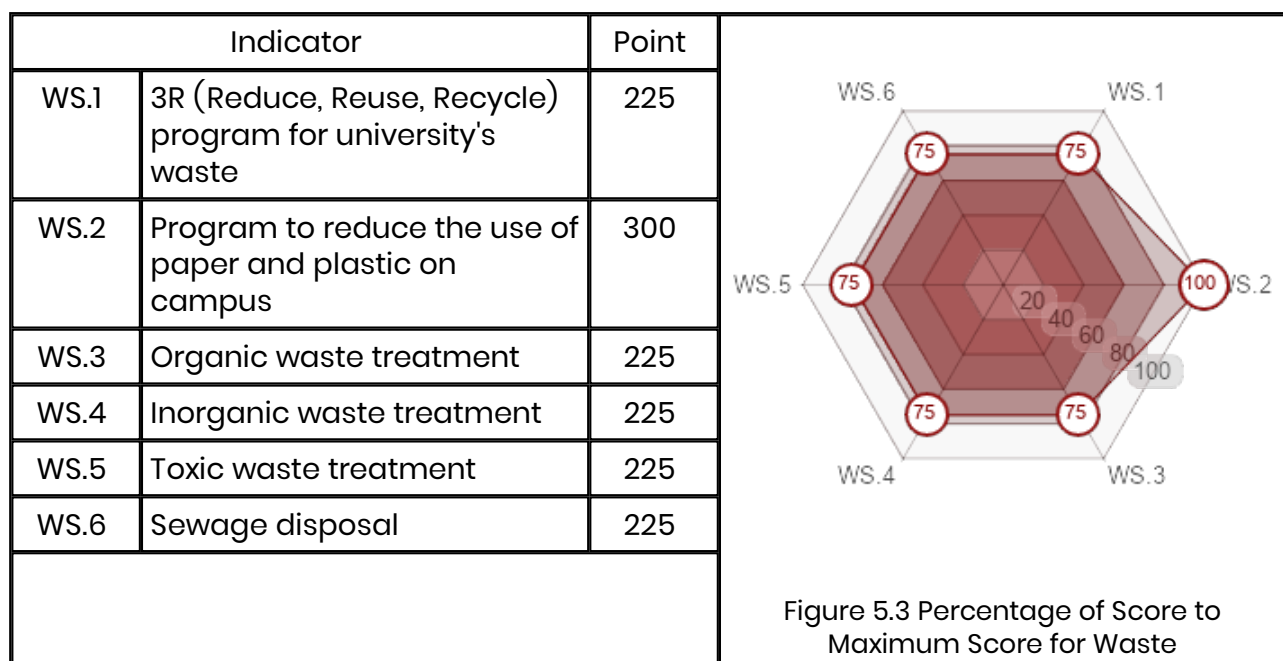 Indicator Point
WS.1 3R (Reduce, Reuse, Recycle) 225
program for university's
waste
WS.2 Program to reduce the use of 300
paper and plastic on
campus
WS.3 Organic waste treatment 225
WS.4 Inorganic waste treatment 225
WS.5 Toxic waste treatment 225
WS.6 Sewage disposal 225
WS.6 WS.1
75 75
WS.5 75 100 /S.2
20
40
60
80
100
75 75
WS.4 WS.3
Figure 5.3 Percentage of Score to
Maximum Score for Waste